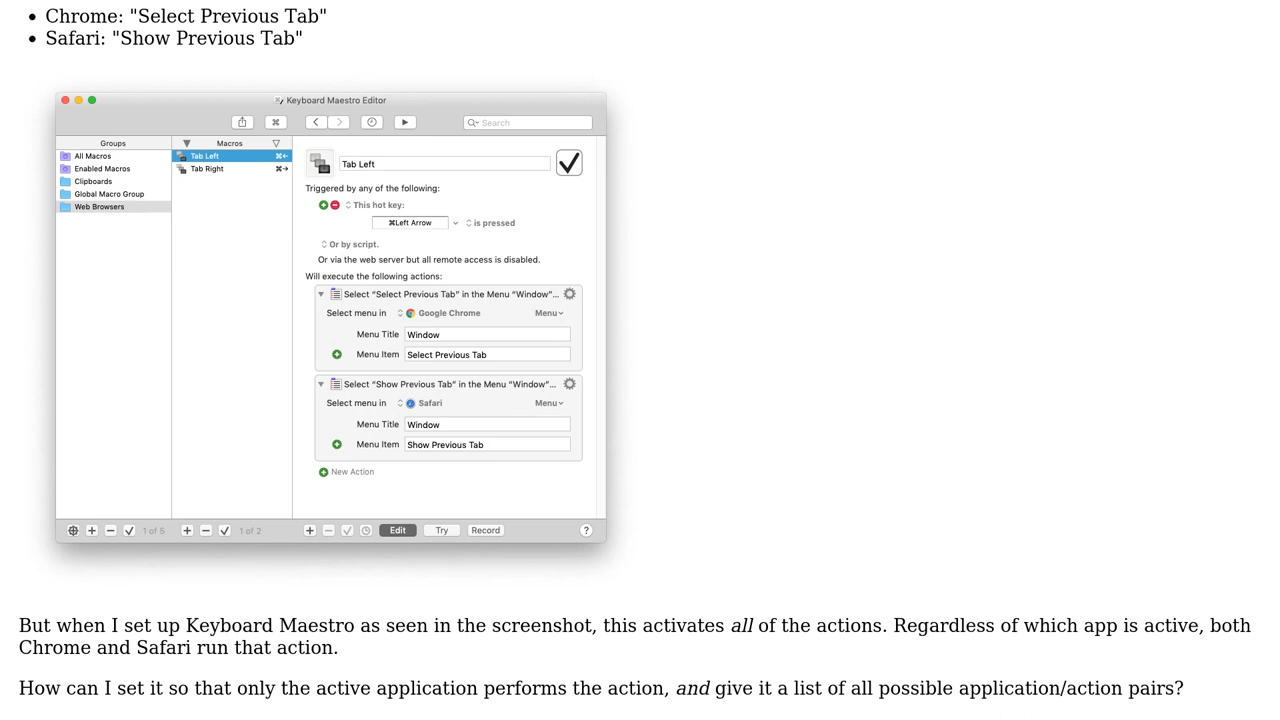 Chrome: "Select Previous Tab"
Safari: "Show Previous Tab"
Keyboard Maestro Editor
Search
Groups
Macros
All Macros
Enabled Macros
Clipboards
Global Macro Group
Web Browsers
Tab Left ⌘←
Tab Right ⌘→
Tab Left
Triggered by any of the following:
This hot key:
⌘Left Arrow
is pressed
Or by script.
Or via the web server but all remote access is disabled.
Will execute the following actions:
Select “Select Previous Tab” in the Menu “Window”...
Select menu in Google Chrome Menu
Menu Title Window
Menu Item Select Previous Tab
Select “Show Previous Tab” in the Menu “Window”...
Select menu in Safari Menu
Menu Title Window
Menu Item Show Previous Tab
New Action
1 of 5
1 of 2
Edit
Try
Record
?
But when I set up Keyboard Maestro as seen in the screenshot, this activates all of the actions. Regardless of which app is active, both
Chrome and Safari run that action.
How can I set it so that only the active application performs the action, and give it a list of all possible application/action pairs?